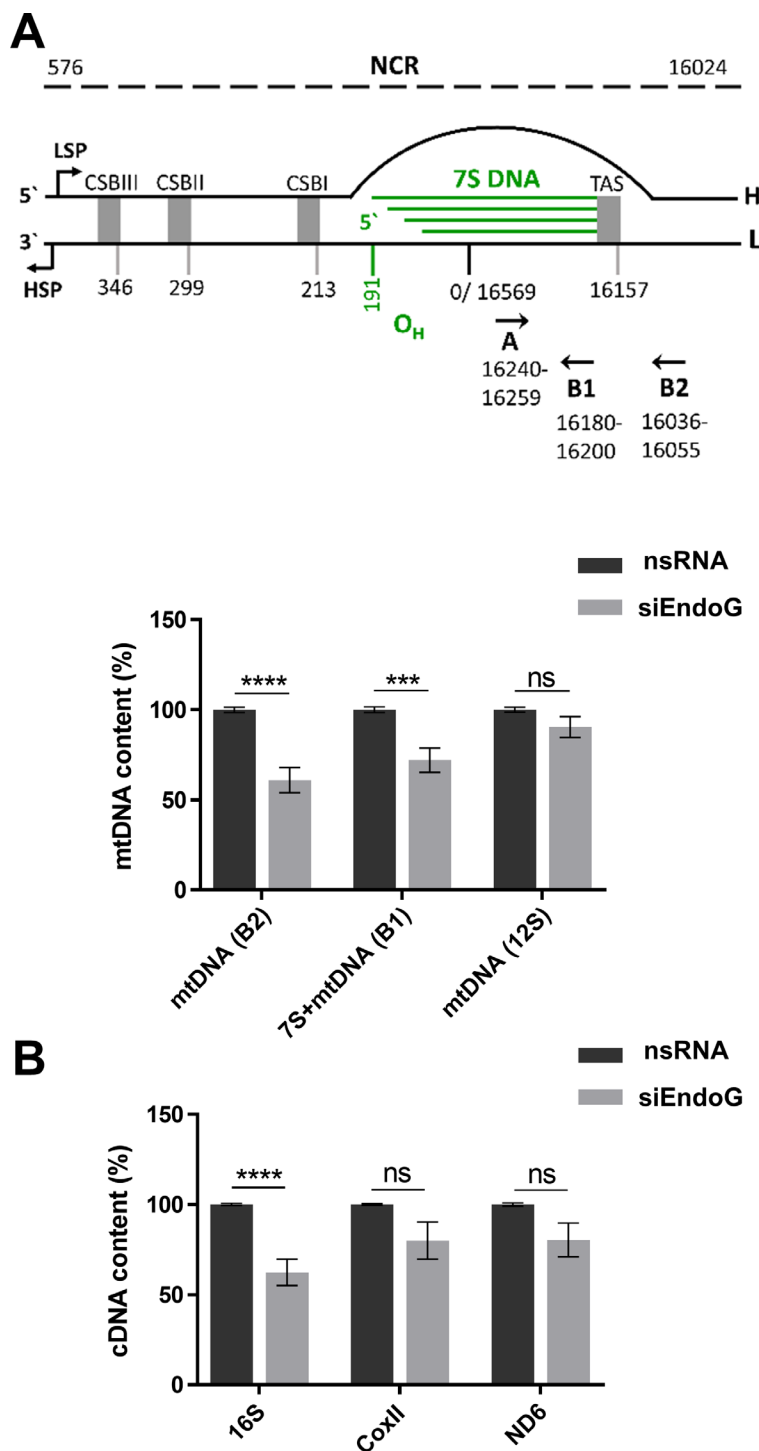 A
576 NCR 16024
LSP
CSBIII CSBII CSBI 7S DNA TAS
5` H
5`
3` L
HSP 346 299 213 191 0/ 16569 16157
OH
A
16240-
16259
B1 B2
16180- 16036-
16200 16055
nsRNA
siEndoG
mtDNA content (%)
150
100
50
0
**** *** ns
mtDNA (B2) 7S+mtDNA (B1) mtDNA (12S)
B
nsRNA
siEndoG
cDNA content (%)
150
100
50
0
**** ns ns
16S CoxII ND6